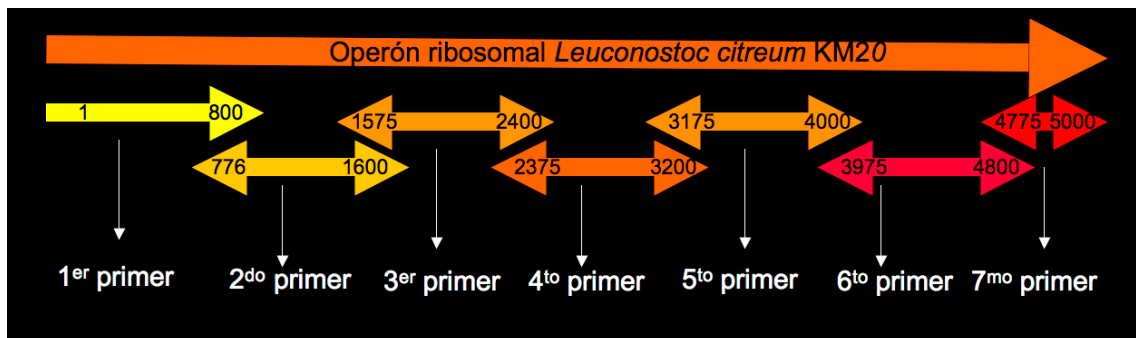 Operón ribosomal Leuconostoc citreum KM20
1 800
1575 2400
3175 4000
4775 5000
776 1600
2375 3200
3975 4800
1er primer
2do primer
3er primer
4to primer
5to primer
6to primer
7mo primer